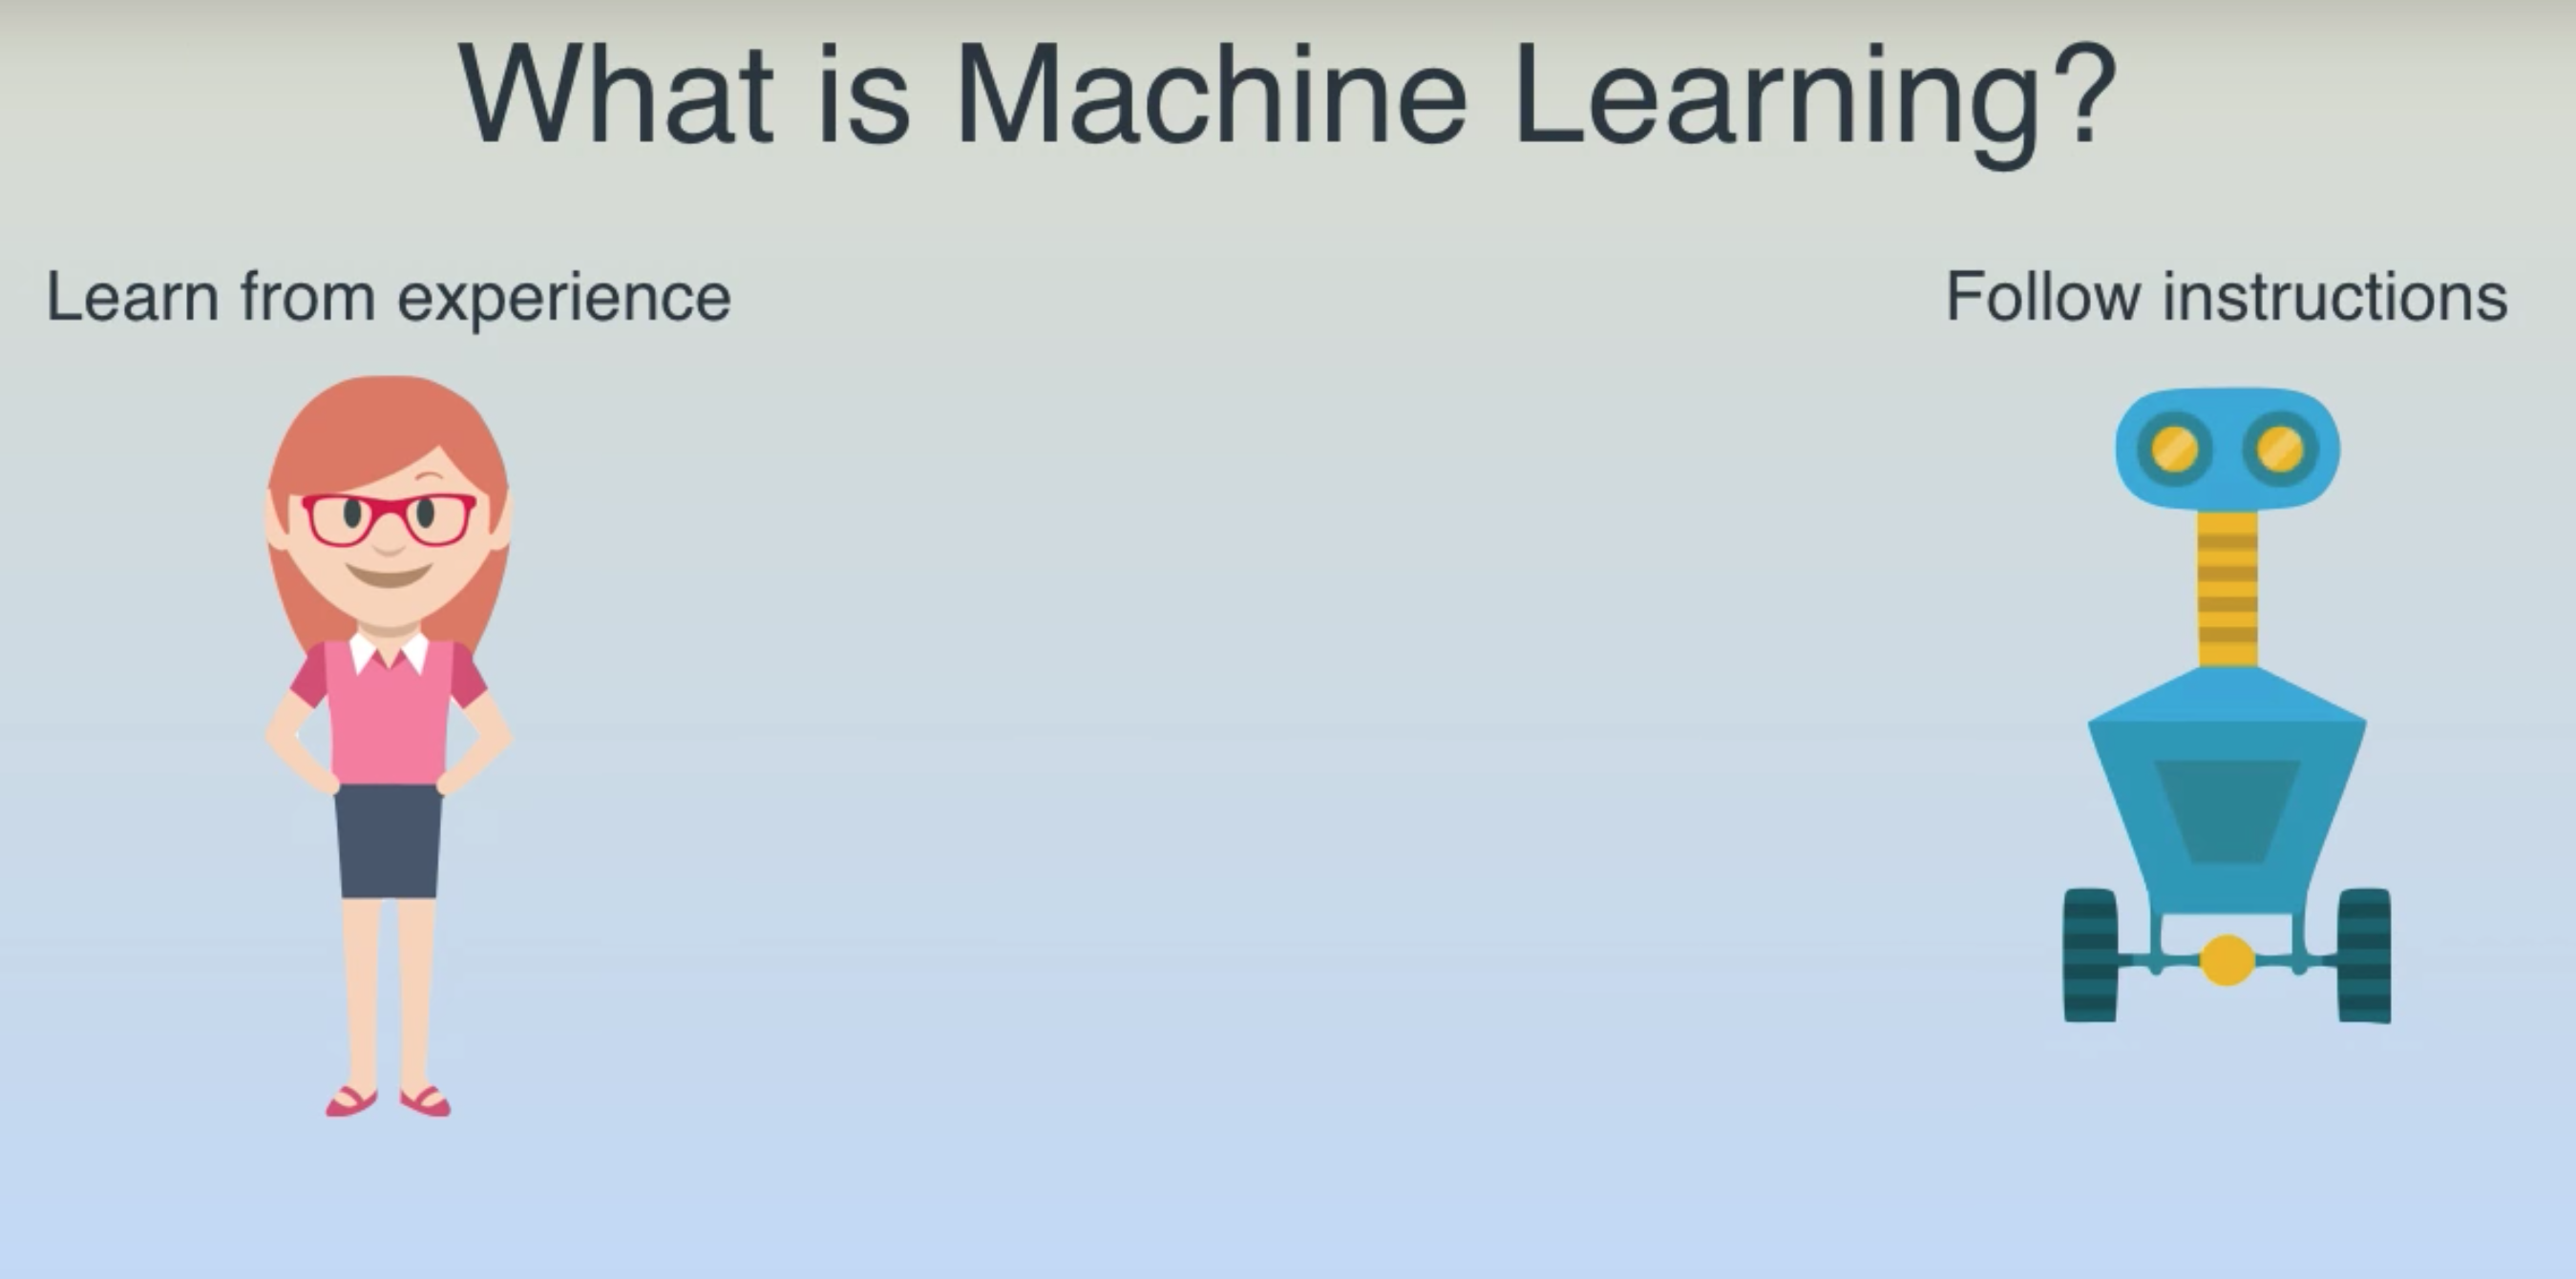 What is Machine Learning?
Learn from experience
Follow instructions